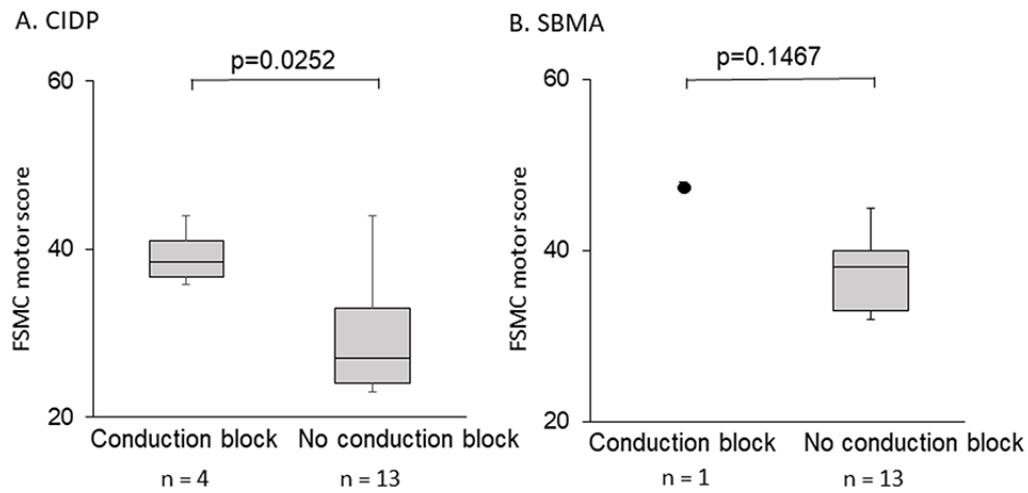 A. CIDP
p=0.0252
60
40
20
FSMC motor score
Conduction block
No conduction block
n = 4
n = 13
B. SBMA
p=0.1467
60
40
20
FSMC motor score
Conduction block
No conduction block
n = 1
n = 13